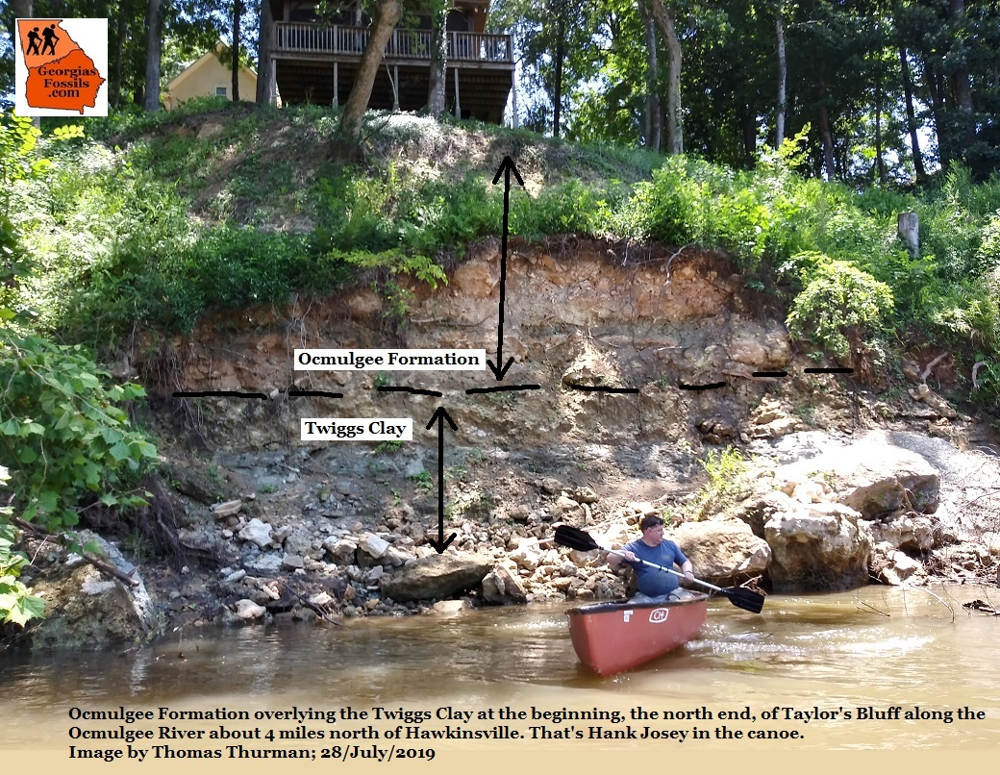 Georgias
Fossils
.com
Ocmulgee Formation
Twiggs Clay
Ocmulgee Formation overlying the Twiggs Clay at the beginning, the north end, of Taylor's Bluff along the
Ocmulgee River about 4 miles north of Hawkinsville. That's Hank Josey in the canoe.
Image by Thomas Thurman; 28/July/2019